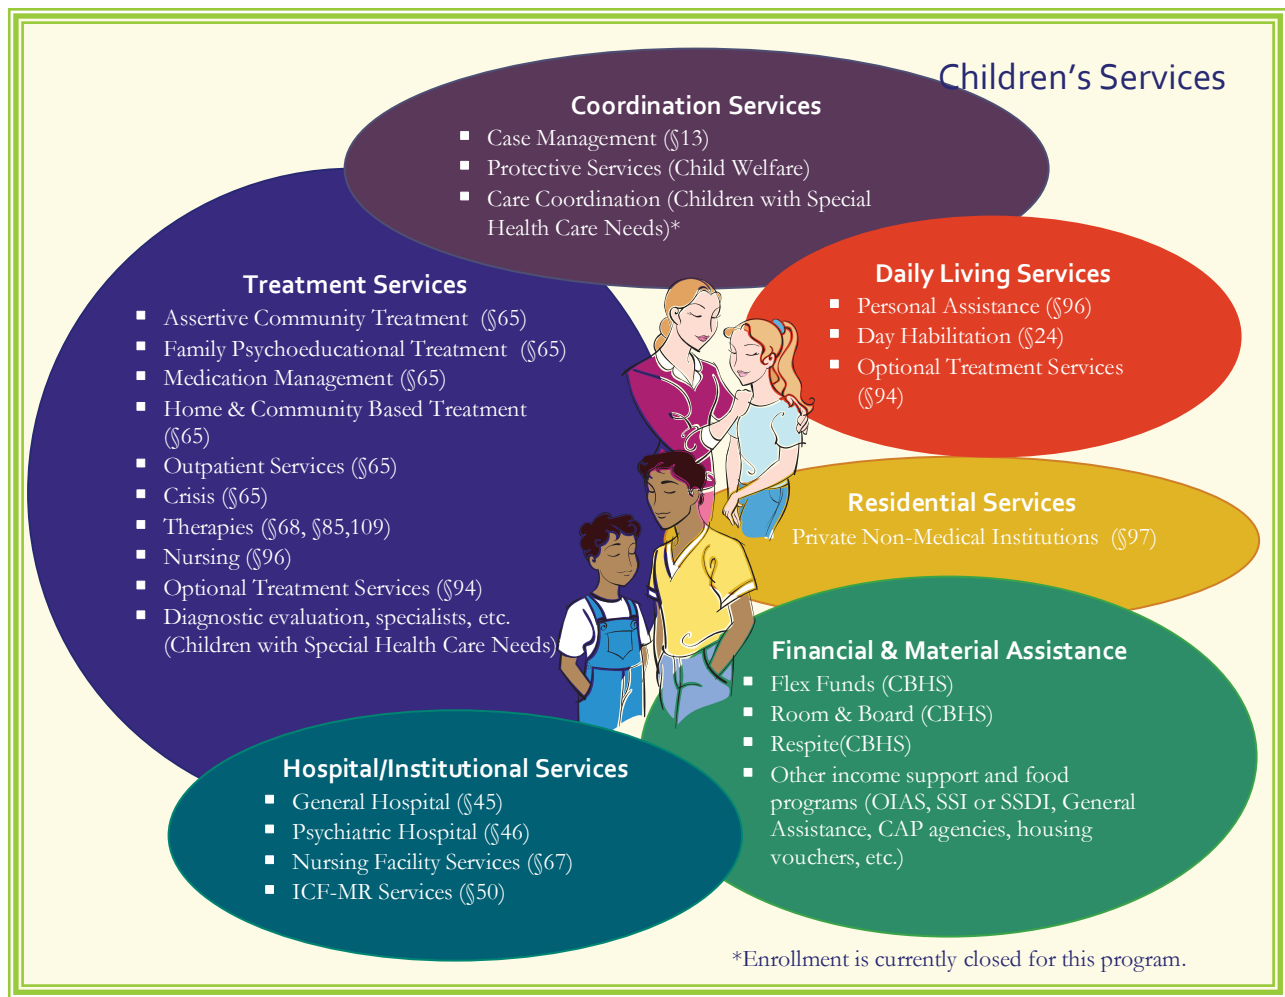 Children's Services
Coordination Services
▪ Case Management (§13)
▪ Protective Services (Child Welfare)
▪ Care Coordination (Children with Special
Health Care Needs)*
Treatment Services
▪ Assertive Community Treatment (§65)
▪ Family Psychoeducational Treatment (§65)
▪ Medication Management (§65)
▪ Home & Community Based Treatment
(§65)
▪ Outpatient Services (§65)
▪ Crisis (§65)
▪ Therapies (§68, §85,109)
▪ Nursing (§96)
▪ Optional Treatment Services (§94)
▪ Diagnostic evaluation, specialists, etc.
(Children with Special Health Care Needs)
Daily Living Services
▪ Personal Assistance (§96)
▪ Day Habilitation (§24)
▪ Optional Treatment Services
(§94)
Residential Services
▪ Private Non-Medical Institutions (§97)
Financial & Material Assistance
▪ Flex Funds (CBHS)
▪ Room & Board (CBHS)
▪ Respite(CBHS)
▪ Other income support and food
programs (OIAS, SSI or SSDI, General
Assistance, CAP agencies, housing
vouchers, etc.)
Hospital/Institutional Services
▪ General Hospital (§45)
▪ Psychiatric Hospital (§46)
▪ Nursing Facility Services (§67)
▪ ICF-MR Services (§50)
*Enrollment is currently closed for this program.